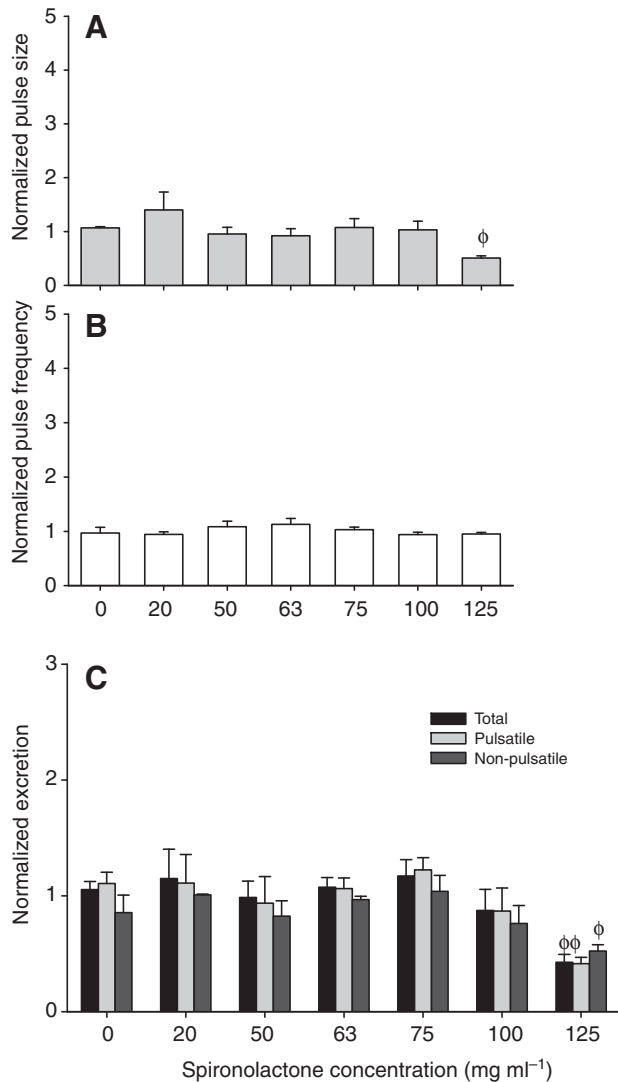 A
Normalized pulse size
5
4
3
2
1
0
ϕ
B
Normalized pulse frequency
5
4
3
2
1
0
0 20 50 63 75 100 125
C
Normalized excretion
3
2
1
0
Total
Pulsatile
Non-pulsatile
ϕϕ ϕ
0 20 50 63 75 100 125
Spironolactone concentration (mg ml⁻¹)